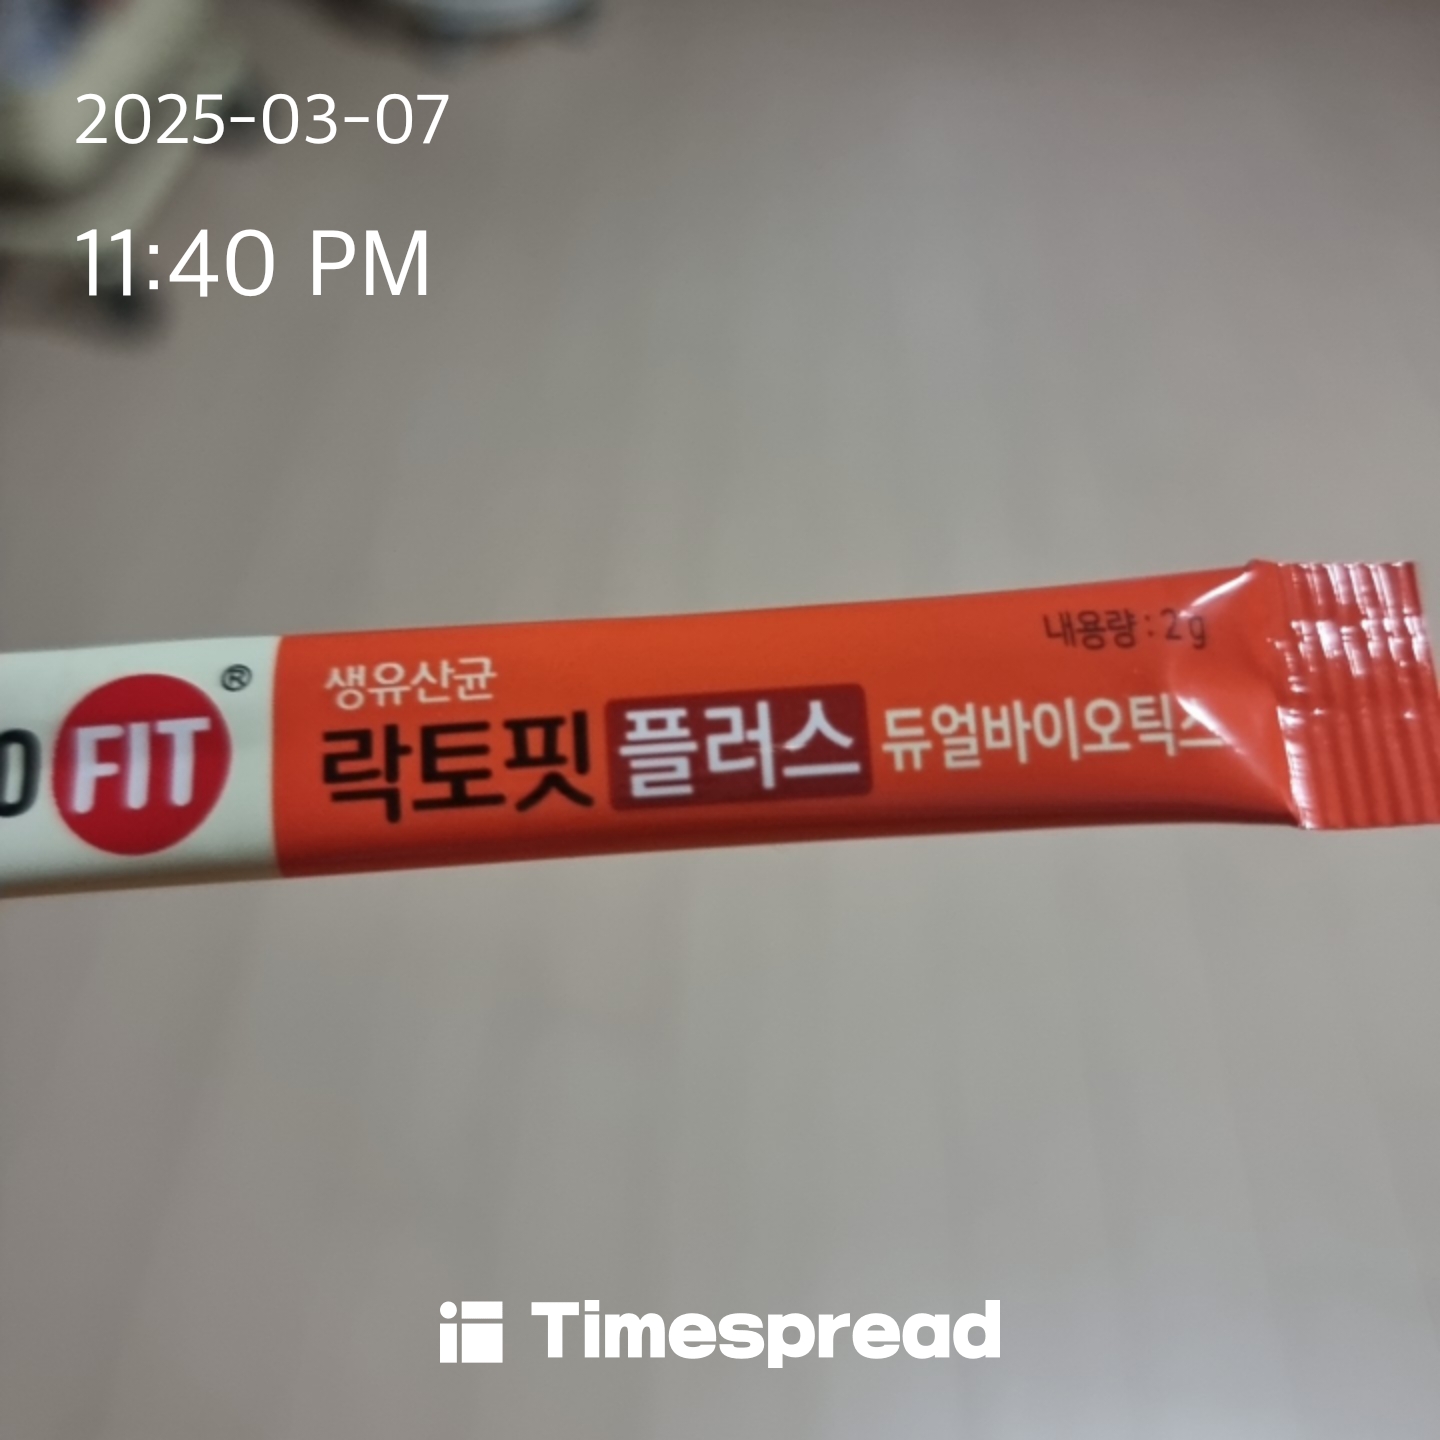 2025-03-07
11:40 PM
내용량 : 2 g
생유산균
FIT®
락토핏 플러스 듀얼바이오틱스
Timespread